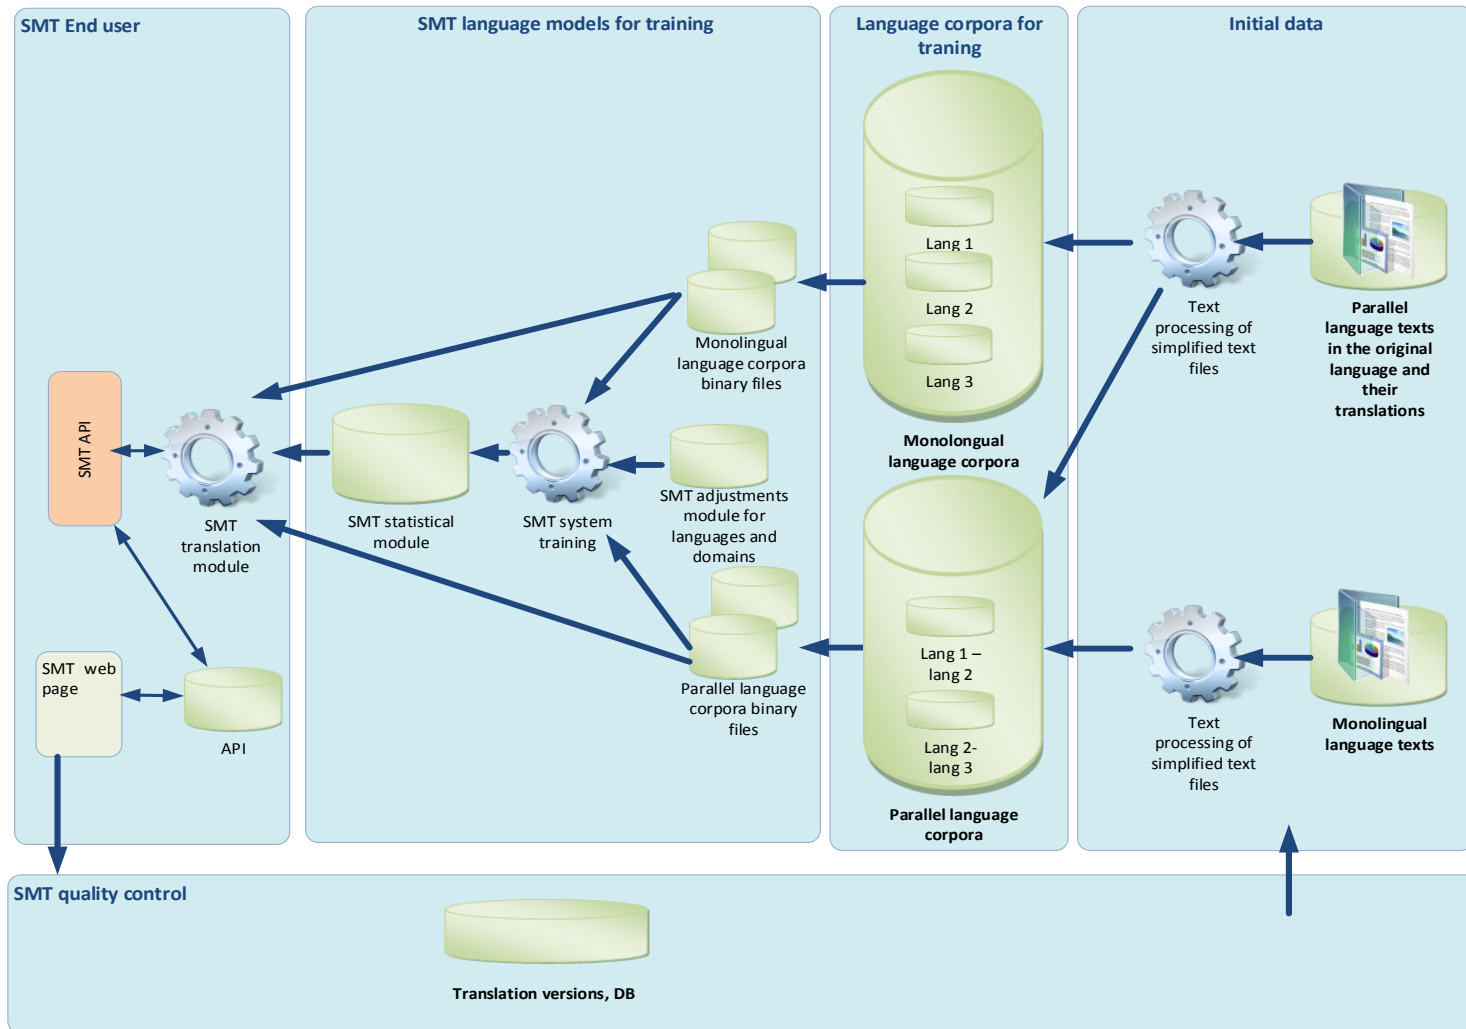 SMT End user
SMT language models for training
Language corpora for
traning
Initial data
Lang 1
Lang 2
Lang 3
Monolongual
language corpora
Text
processing of
simplified text
files
Parallel
language texts
in the original
language and
their
translations
Monolingual
language corpora
binary files
SMT API
SMT
translation
module
SMT statistical
module
SMT system
training
SMT adjustments
module for
languages and
domains
Parallel language
corpora binary
files
Lang 1 –
lang 2
Lang 2-
lang 3
Parallel language
corpora
Text
processing of
simplified text
files
Monolingual
language texts
SMT web
page
API
SMT quality control
Translation versions, DB